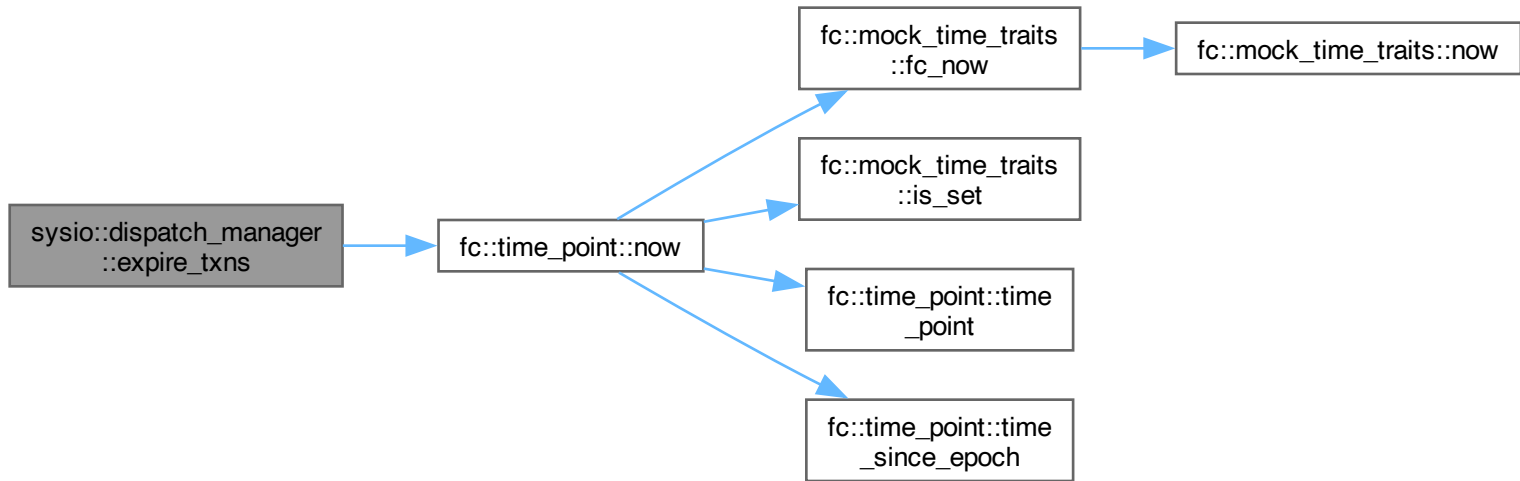 sysio::dispatch_manager
::expire_txns
fc::time_point::now
fc::mock_time_traits
::fc_now
fc::mock_time_traits::now
fc::mock_time_traits
::is_set
fc::time_point::time
_point
fc::time_point::time
_since_epoch